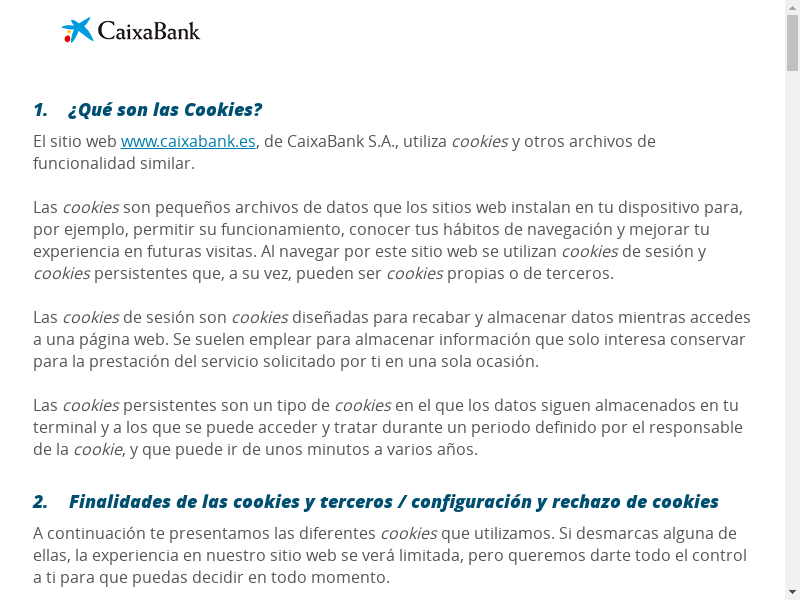 CaixaBank
1. ¿Qué son las Cookies?
El sitio web www.caixabank.es, de CaixaBank S.A., utiliza cookies y otros archivos de
funcionalidad similar.
Las cookies son pequeños archivos de datos que los sitios web instalan en tu dispositivo para,
por ejemplo, permitir su funcionamiento, conocer tus hábitos de navegación y mejorar tu
experiencia en futuras visitas. Al navegar por este sitio web se utilizan cookies de sesión y
cookies persistentes que, a su vez, pueden ser cookies propias o de terceros.
Las cookies de sesión son cookies diseñadas para recabar y almacenar datos mientras accedes
a una página web. Se suelen emplear para almacenar información que solo interesa conservar
para la prestación del servicio solicitado por ti en una sola ocasión.
Las cookies persistentes son un tipo de cookies en el que los datos siguen almacenados en tu
terminal y a los que se puede acceder y tratar durante un periodo definido por el responsable
de la cookie, y que puede ir de unos minutos a varios años.
2. Finalidades de las cookies y terceros / configuración y rechazo de cookies
A continuación te presentamos las diferentes cookies que utilizamos. Si desmarcas alguna de
ellas, la experiencia en nuestro sitio web se verá limitada, pero queremos darte todo el control
a ti para que puedas decidir en todo momento.